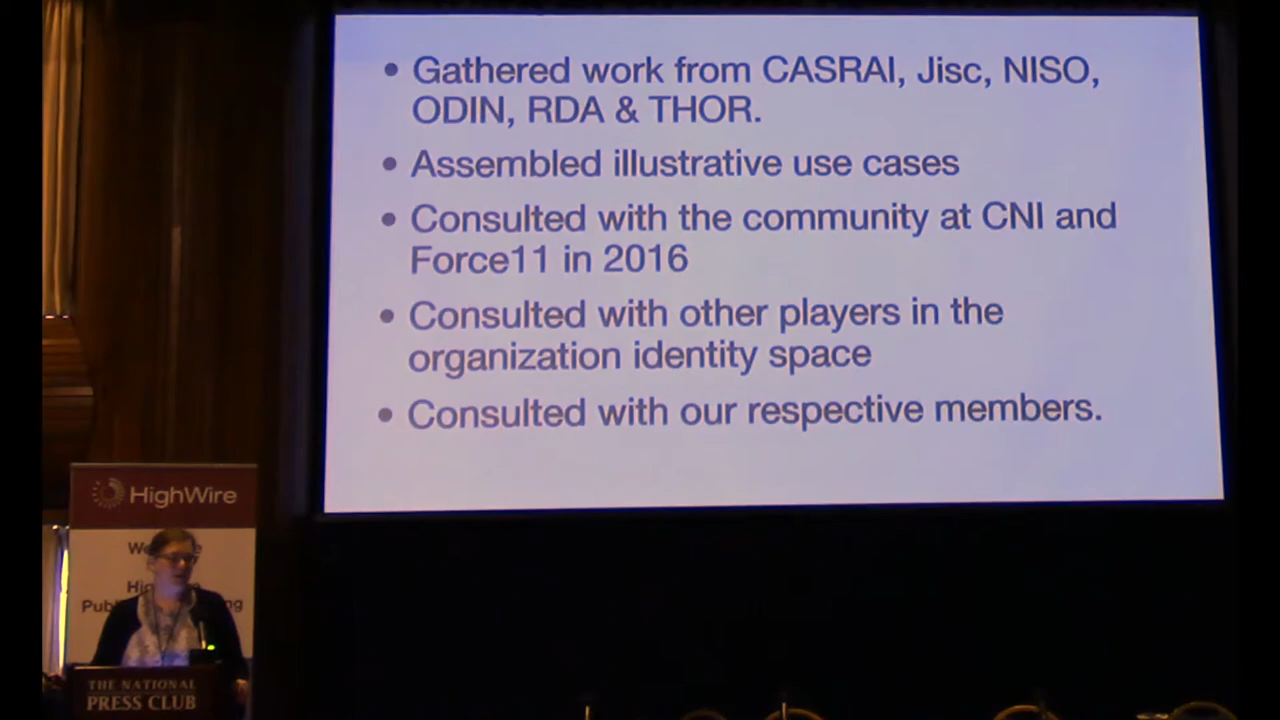 • Gathered work from CASRAI, Jisc, NISO,
ODIN, RDA & THOR.
• Assembled illustrative use cases
• Consulted with the community at CNI and
Force11 in 2016
• Consulted with other players in the
organization identity space
• Consulted with our respective members.
HighWire
THE NATIONAL
PRESS CLUB